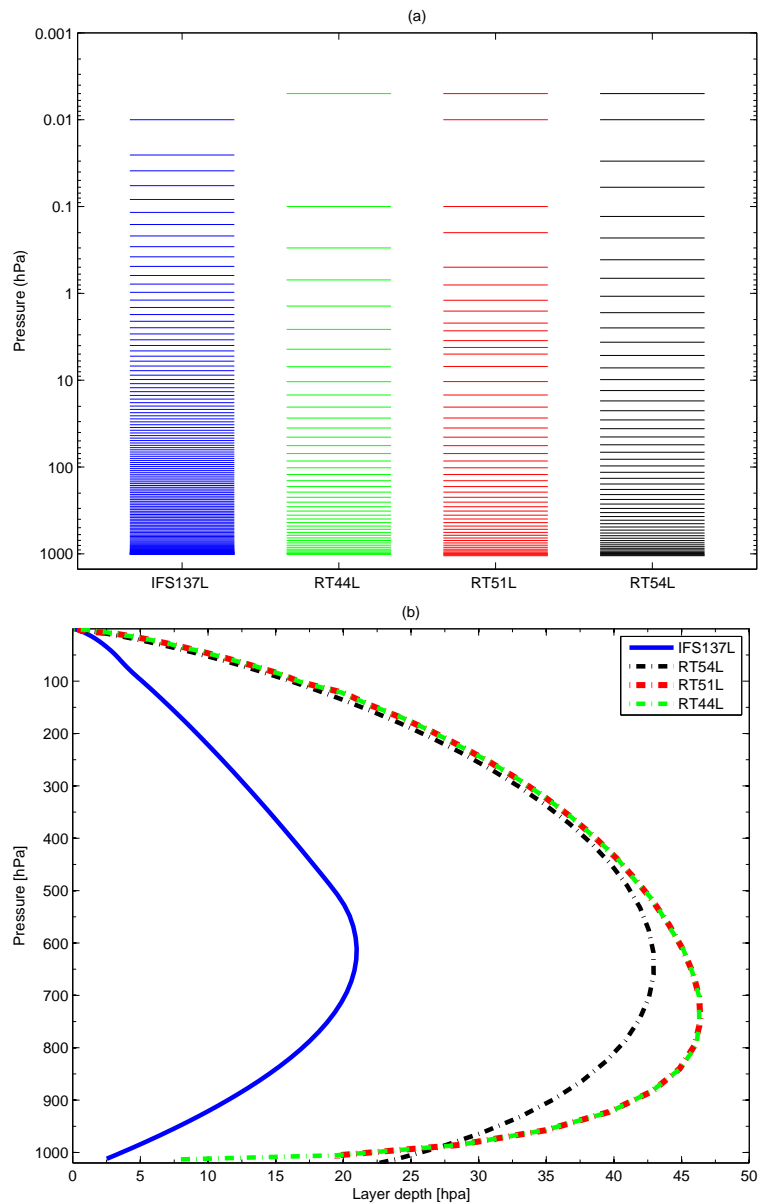 (a)
0.001
0.01
0.1
1
10
100
1000
Pressure (hPa)
IFS137L RT44L RT51L RT54L
(b)
IFS137L
RT54L
RT51L
RT44L
100
200
300
400
500
600
700
800
900
1000
Pressure [hPa]
0 5 10 15 20 25 30 35 40 45 50
Layer depth [hpa]